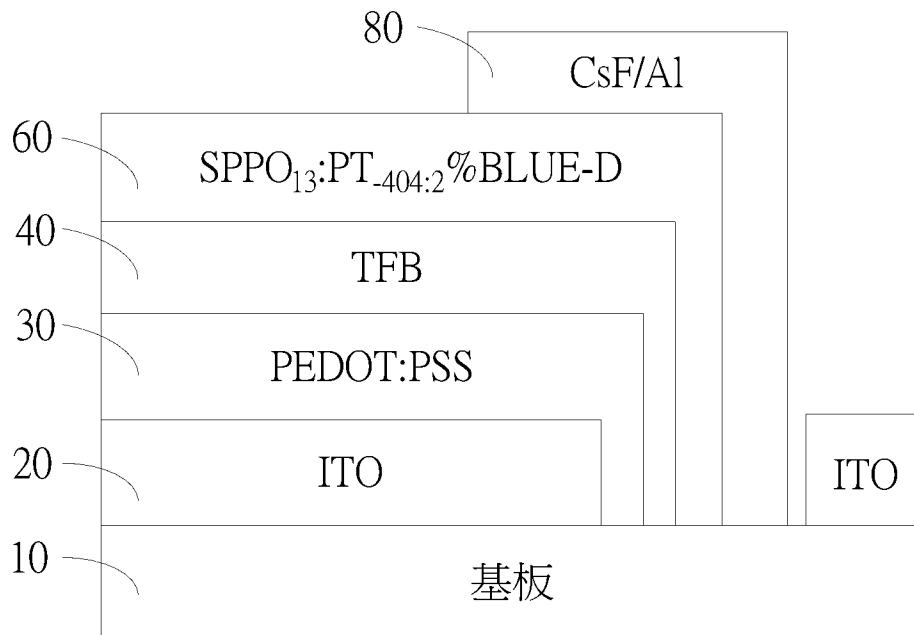 80
CsF/Al
60
SPPO₁₃:PT₋₄₀₄:₂%BLUE-D
40
TFB
30
PEDOT:PSS
20
ITO
ITO
10
基板